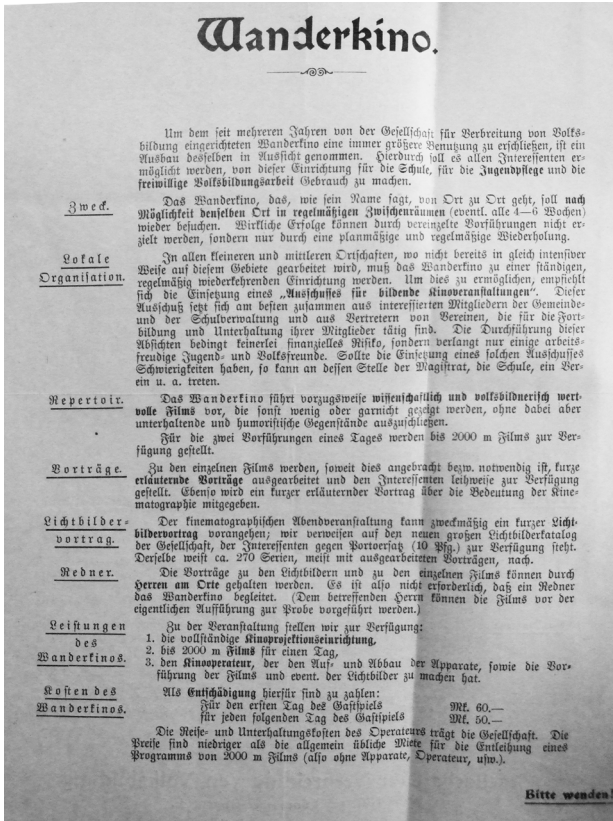 Wanderkino.
Um dem seit mehreren Jahren von der Gesellschaft für Verbreitung von Volks-
bildung eingerichteten Wanderkino eine immer größere Benutzung zu erschließen, ist ein
Ausbau desselben in Aussicht genommen. Hierdurch soll es allen Interessenten er-
möglicht werden, von dieser Einrichtung für die Schule, für die Jugendpflege und die
freiwillige Volksbildungsarbeit Gebrauch zu machen.
Zweck.
Das Wanderkino, das, wie sein Name sagt, von Ort zu Ort geht, soll nach
Möglichkeit denselben Ort in regelmäßigen Zwischenräumen (eventl. alle 4—6 Wochen)
wieder besuchen. Wirkliche Erfolge können durch vereinzelte Vorführungen nicht er-
zielt werden, sondern nur durch eine planmäßige und regelmäßige Wiederholung.
Lokale
Organisation.
In allen kleineren und mittleren Ortschaften, wo nicht bereits in gleich intensiver
Weise auf diesem Gebiete gearbeitet wird, muß das Wanderkino zu einer ständigen,
regelmäßig wiederkehrenden Einrichtung werden. Um dies zu ermöglichen, empfiehlt
sich die Einsetzung eines „Ausschusses für bildende Kinoveranstaltungen“. Dieser
Ausschuß setzt sich am besten zusammen aus interessierten Mitgliedern der Gemeinde-
und der Schulverwaltung und aus Vertretern von Vereinen, die für die Fort-
bildung und Unterhaltung ihrer Mitglieder tätig sind. Die Durchführung dieser
Absichten bedingt keinerlei finanzielles Risiko, sondern verlangt nur einige arbeits-
freudige Jugend- und Volksfreunde. Sollte die Einsetzung eines solchen Ausschusses
Schwierigkeiten haben, so kann an dessen Stelle der Magistrat, die Schule, ein Ver-
ein u. a. treten.
Repertoir.
Das Wanderkino führt vorzugsweise wissenschaftlich und volksbildnerisch wert-
volle Films vor, die sonst wenig oder garnicht gezeigt werden, ohne dabei aber
unterhaltende und humoristische Gegenstände auszuschließen.
Für die zwei Vorführungen eines Tages werden bis 2000 m Films zur Ver-
fügung gestellt.
Vorträge.
Zu den einzelnen Films werden, soweit dies angebracht bezw. notwendig ist, kurze
erläuternde Vorträge ausgearbeitet und den Interessenten leihweise zur Verfügung
gestellt. Ebenso wird ein kurzer erläuternder Vortrag über die Bedeutung der Kine-
matographie mitgegeben.
Lichtbilder-
vortrag.
Der kinematographischen Abendveranstaltung kann zweckmäßig ein kurzer Licht-
bildervortrag vorangehen; wir verweisen auf den neuen großen Lichtbilderkatalog
der Gesellschaft, der Interessenten gegen Portoersatz (10 Pfg.) zur Verfügung steht.
Derselbe weist ca. 270 Serien, meist mit ausgearbeiteten Vorträgen, nach.
Redner.
Die Vorträge zu den Lichtbildern und zu den einzelnen Films können durch
Herren am Orte gehalten werden. Es ist also nicht erforderlich, daß ein Redner
das Wanderkino begleitet. (Dem betreffenden Herrn können die Films vor der
eigentlichen Aufführung zur Probe vorgeführt werden.)
Leistungen
des
Wanderkinos.
Zu der Veranstaltung stellen wir zur Verfügung:
1. die vollständige Kinoprojektionseinrichtung,
2. bis 2000 m Films für einen Tag,
3. den Kinooperateur, der den Auf- und Abbau der Apparate, sowie die Vor-
führung der Films und event. der Lichtbilder zu machen hat.
Kosten des
Wanderkinos.
Als Entschädigung hierfür sind zu zahlen:
Für den ersten Tag des Gastspiels Mk. 60.—
für jeden folgenden Tag des Gastspiels Mk. 50.—
Die Reise- und Unterhaltungskosten des Operateurs trägt die Gesellschaft. Die
Preise sind niedriger als die allgemein übliche Miete für die Entleihung eines
Programms von 2000 m Films (also ohne Apparate, Operateur, usw.).
Bitte wenden!